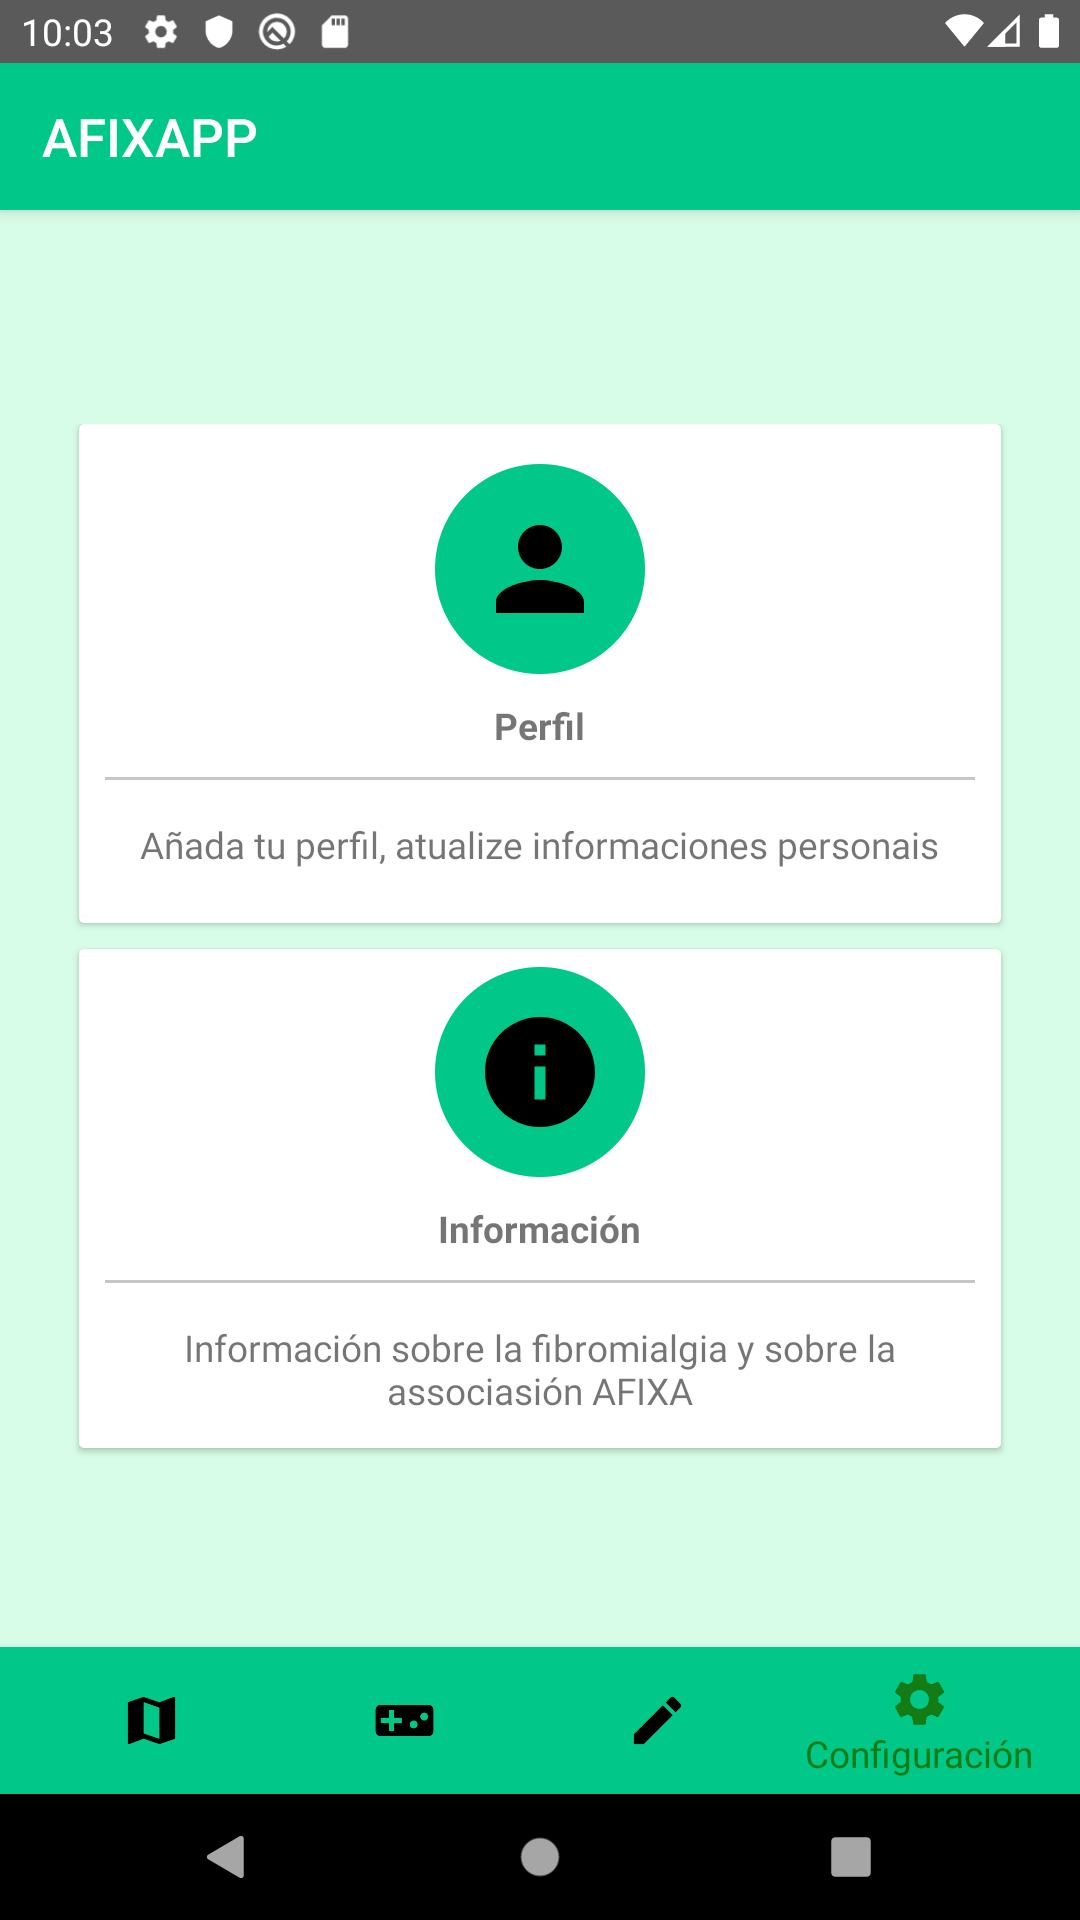 10:03
AFIXAPP
Perfil
Añada tu perfil, atualize informaciones personais
Información
Información sobre la fibromialgia y sobre la
associasión AFIXA
Configuración